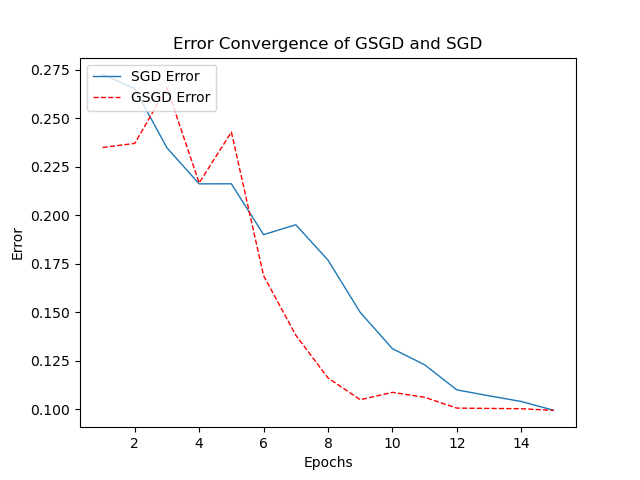 Error Convergence of GSGD and SGD
SGD Error
GSGD Error
0.275
0.250
0.225
0.200
0.175
0.150
0.125
0.100
Error
2 4 6 8 10 12 14
Epochs